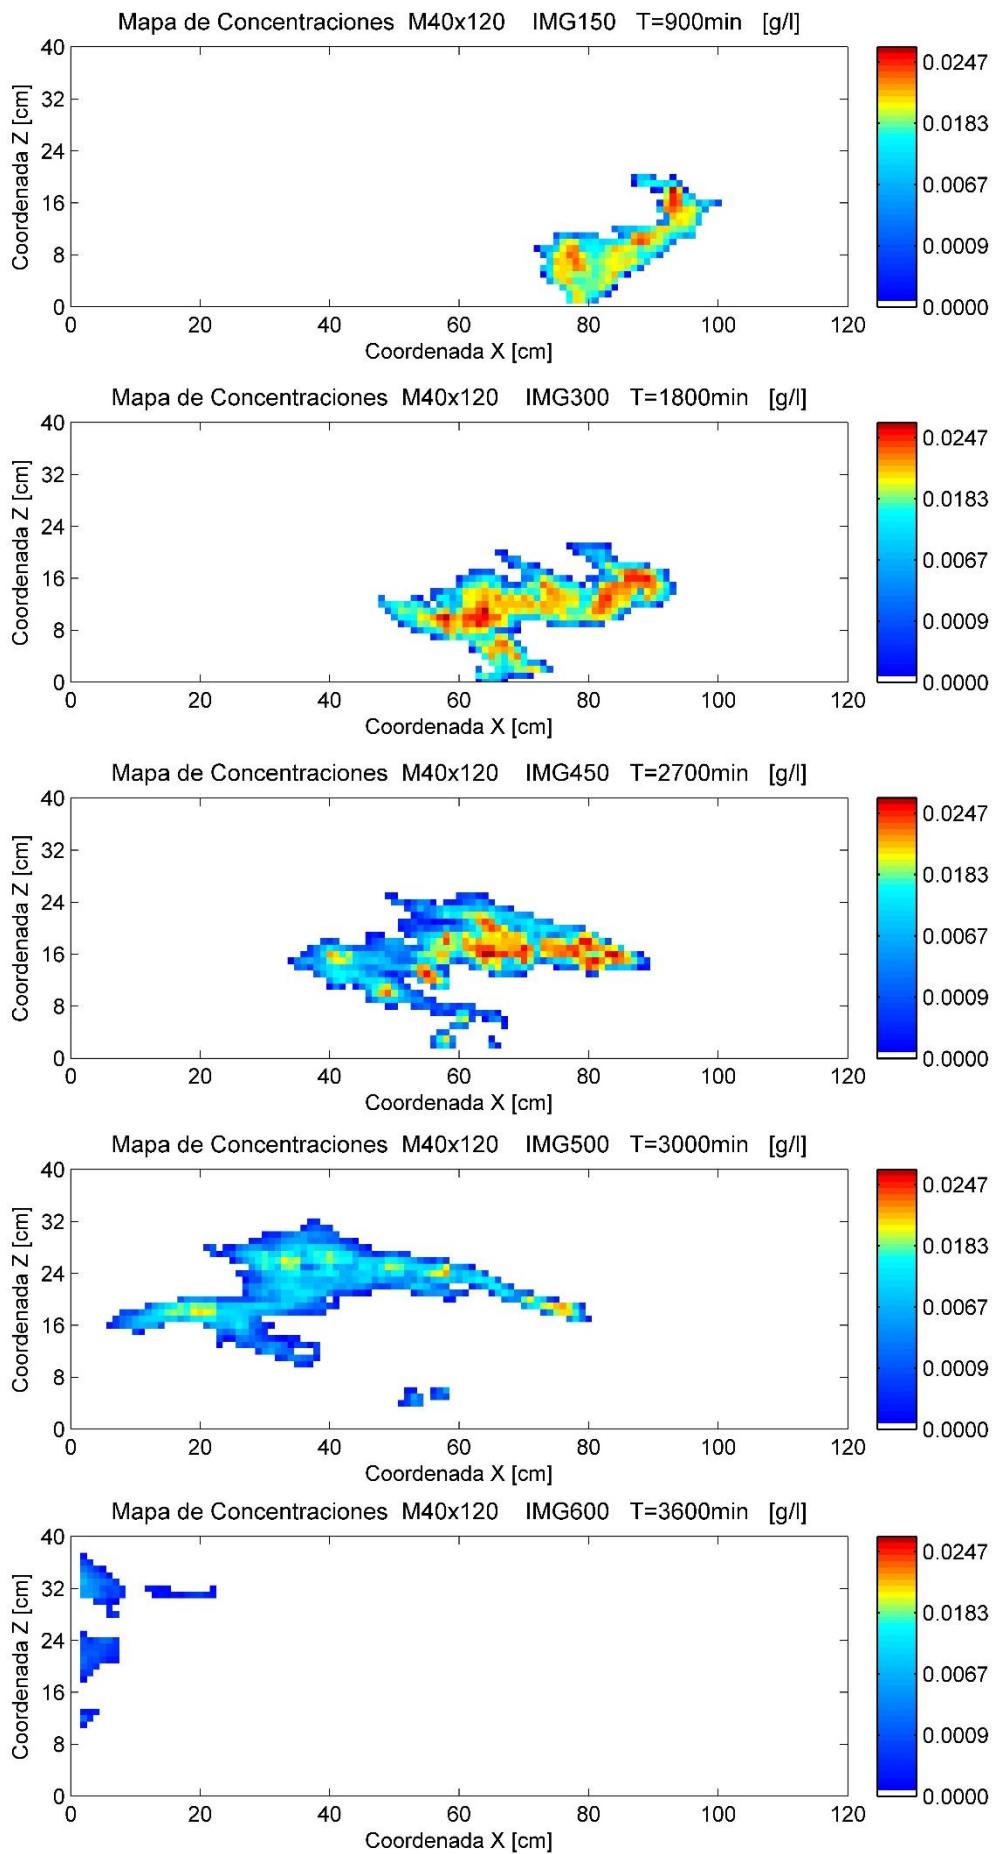 Mapa de Concentraciones M40x120 IMG150 T=900min [g/l]
40
32
24
16
8
0
Coordenada Z [cm]
0 20 40 60 80 100 120
Coordenada X [cm]
0.0247
0.0183
0.0067
0.0009
0.0000
Mapa de Concentraciones M40x120 IMG300 T=1800min [g/l]
40
32
24
16
8
0
Coordenada Z [cm]
0 20 40 60 80 100 120
Coordenada X [cm]
0.0247
0.0183
0.0067
0.0009
0.0000
Mapa de Concentraciones M40x120 IMG450 T=2700min [g/l]
40
32
24
16
8
0
Coordenada Z [cm]
0 20 40 60 80 100 120
Coordenada X [cm]
0.0247
0.0183
0.0067
0.0009
0.0000
Mapa de Concentraciones M40x120 IMG500 T=3000min [g/l]
40
32
24
16
8
0
Coordenada Z [cm]
0 20 40 60 80 100 120
Coordenada X [cm]
0.0247
0.0183
0.0067
0.0009
0.0000
Mapa de Concentraciones M40x120 IMG600 T=3600min [g/l]
40
32
24
16
8
0
Coordenada Z [cm]
0 20 40 60 80 100 120
Coordenada X [cm]
0.0247
0.0183
0.0067
0.0009
0.0000